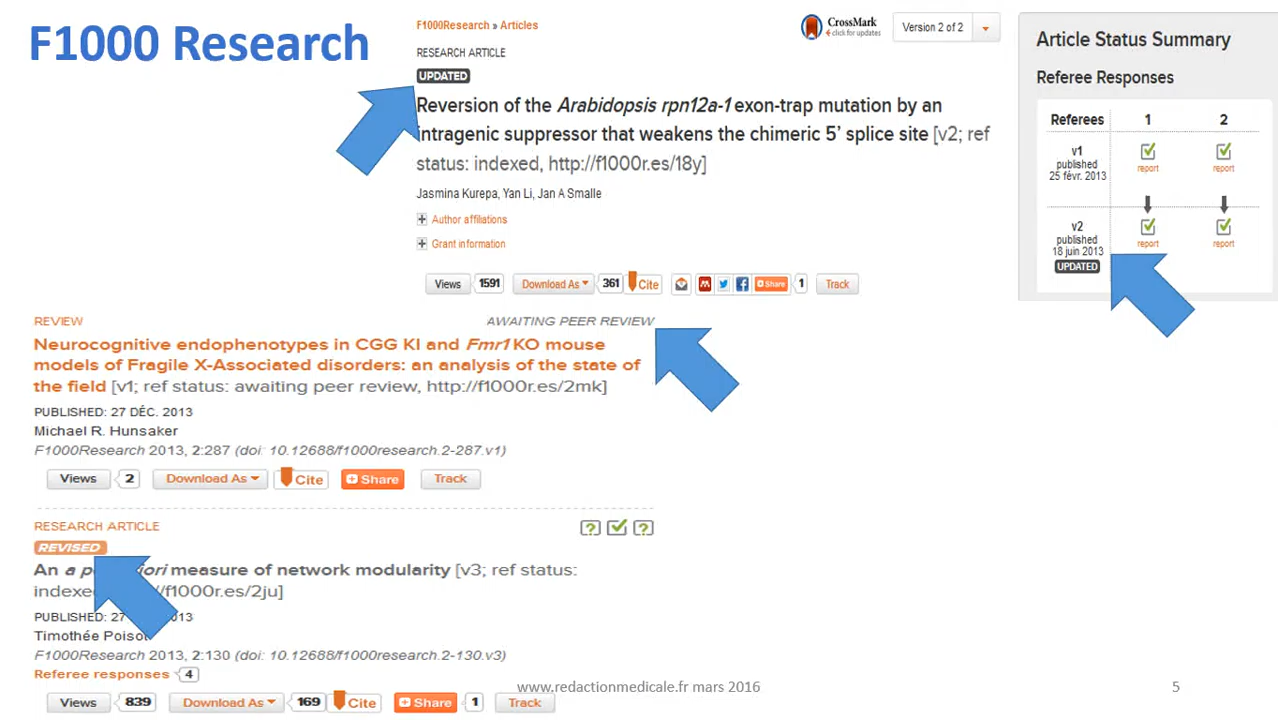 F1000 Research
F1000Research » Articles
CrossMark
click for updates
Version 2 of 2
RESEARCH ARTICLE
UPDATED
Reversion of the Arabidopsis rpn12a-1 exon-trap mutation by an
intragenic suppressor that weakens the chimeric 5’ splice site [v2; ref
status: indexed, http://f1000r.es/18y]
Jasmina Kurepa, Yan Li, Jan A Smalle
Author affiliations
Grant information
Views 1591 Download As 361 Cite Share 1 Track
Article Status Summary
Referee Responses
Referees 1 2
v1
published
25 févr. 2013
report report
v2
published
18 juin 2013
report report
UPDATED
REVIEW AWAITING PEER REVIEW
Neurocognitive endophenotypes in CGG KI and Fmr1 KO mouse
models of Fragile X-Associated disorders: an analysis of the state of
the field [v1; ref status: awaiting peer review, http://f1000r.es/2mk]
PUBLISHED: 27 DÉC. 2013
Michael R. Hunsaker
F1000Research 2013, 2:287 (doi: 10.12688/f1000research.2-287.v1)
Views 2 Download As Cite Share Track
RESEARCH ARTICLE
REVISED
An a measure of network modularity [v3; ref status:
//f1000r.es/2ju]
PUBLISHED: 2013
Timothée
F1000Research 2013, 2:130 (doi: 10.12688/f1000research.2-130.v3)
Referee responses 4
Views 839 Download As 169 Cite Share 1 Track
www.redactionmedicale.fr mars 2016
5